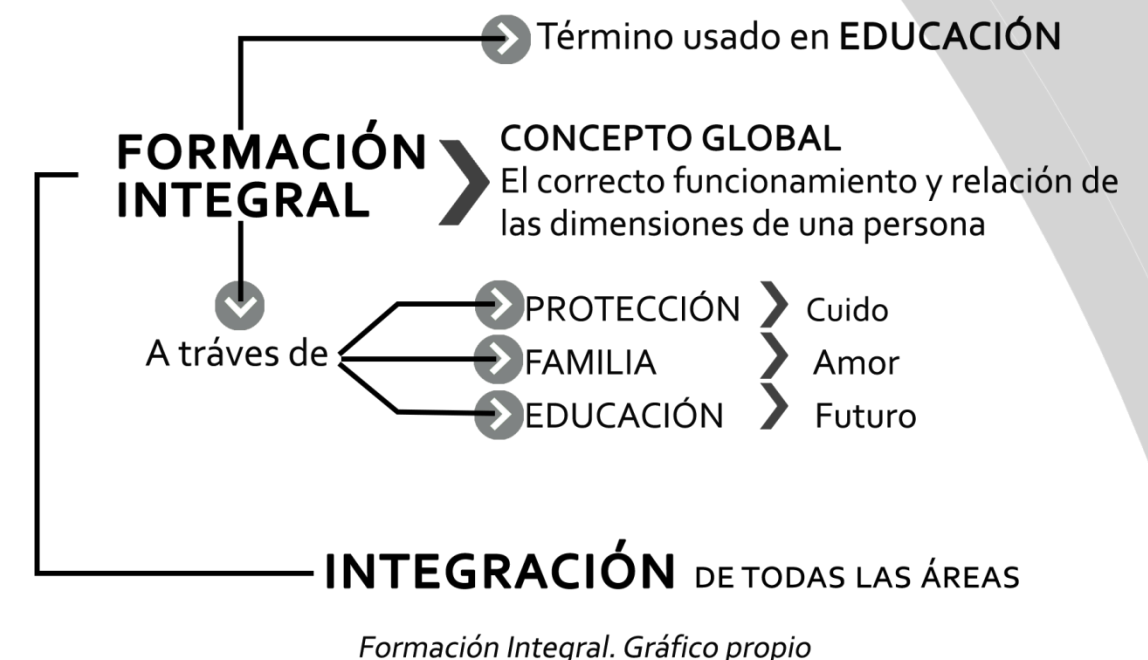 Término usado en EDUCACIÓN
FORMACIÓN
INTEGRAL
CONCEPTO GLOBAL
El correcto funcionamiento y relación de
las dimensiones de una persona
A tráves de
PROTECCIÓN Cuido
FAMILIA Amor
EDUCACIÓN Futuro
INTEGRACIÓN DE TODAS LAS ÁREAS
Formación Integral. Gráfico propio